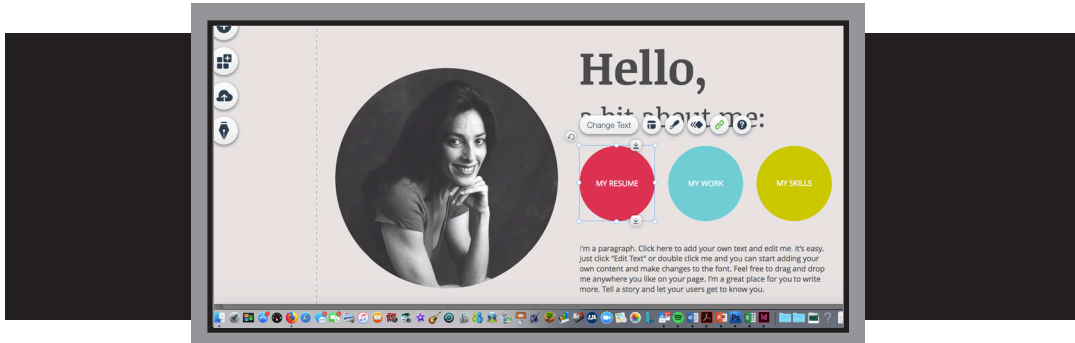 Hello,
a bit about me:
Change Text
MY RESUME
MY WORK
MY SKILLS
I'm a paragraph. Click here to add your own text and edit me. It's easy.
Just click "Edit Text" or double click me and you can start adding your
own content and make changes to the font. Feel free to drag and drop
me anywhere you like on your page. I'm a great place for you to write
more. Tell a story and let your users get to know you.